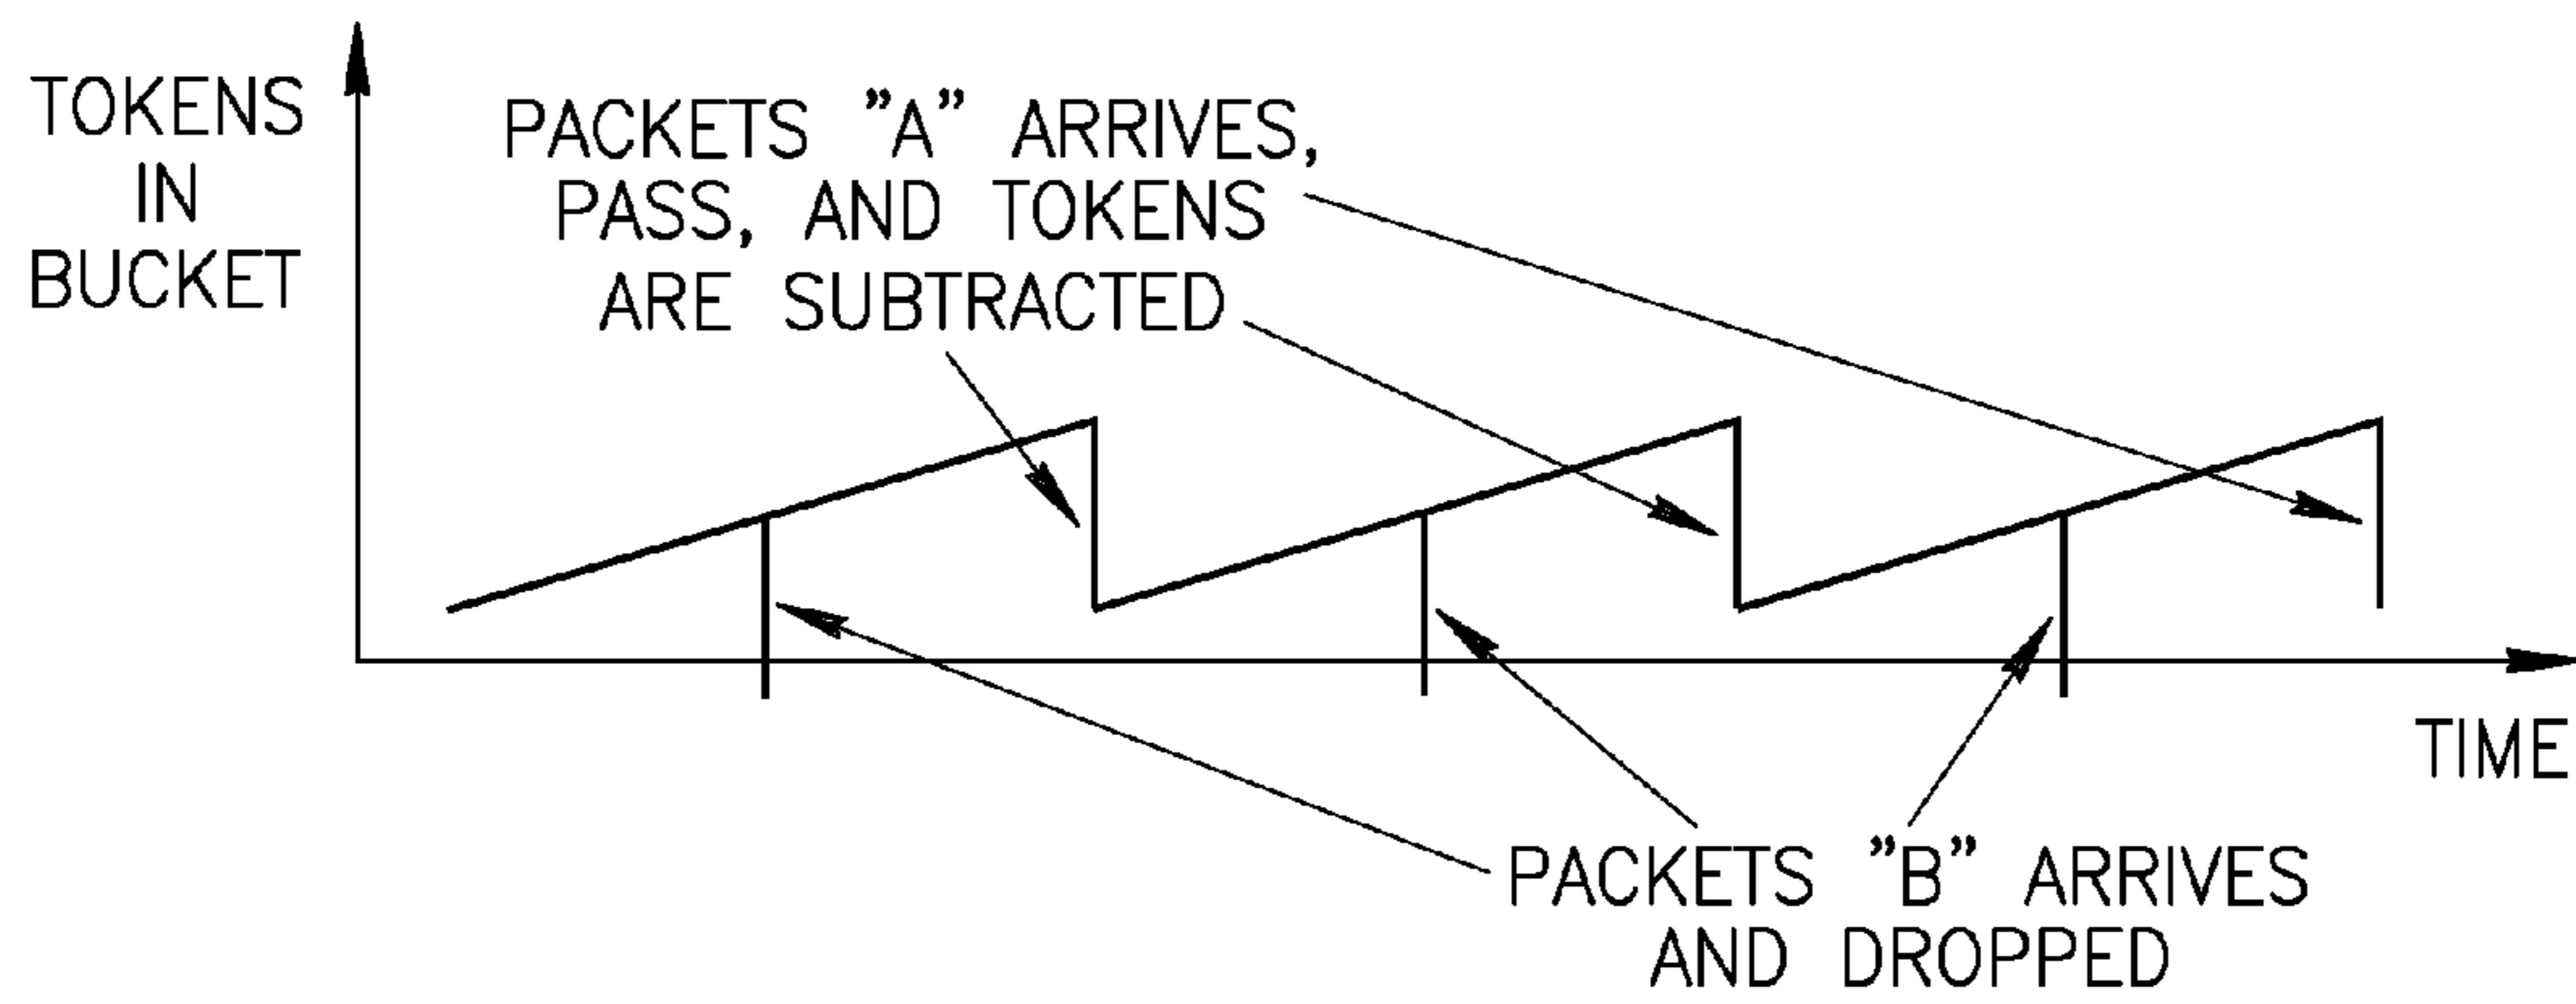 TOKENS
IN
BUCKET
PACKETS "A" ARRIVES,
PASS, AND TOKENS
ARE SUBTRACTED
TIME
PACKETS "B" ARRIVES
AND DROPPED